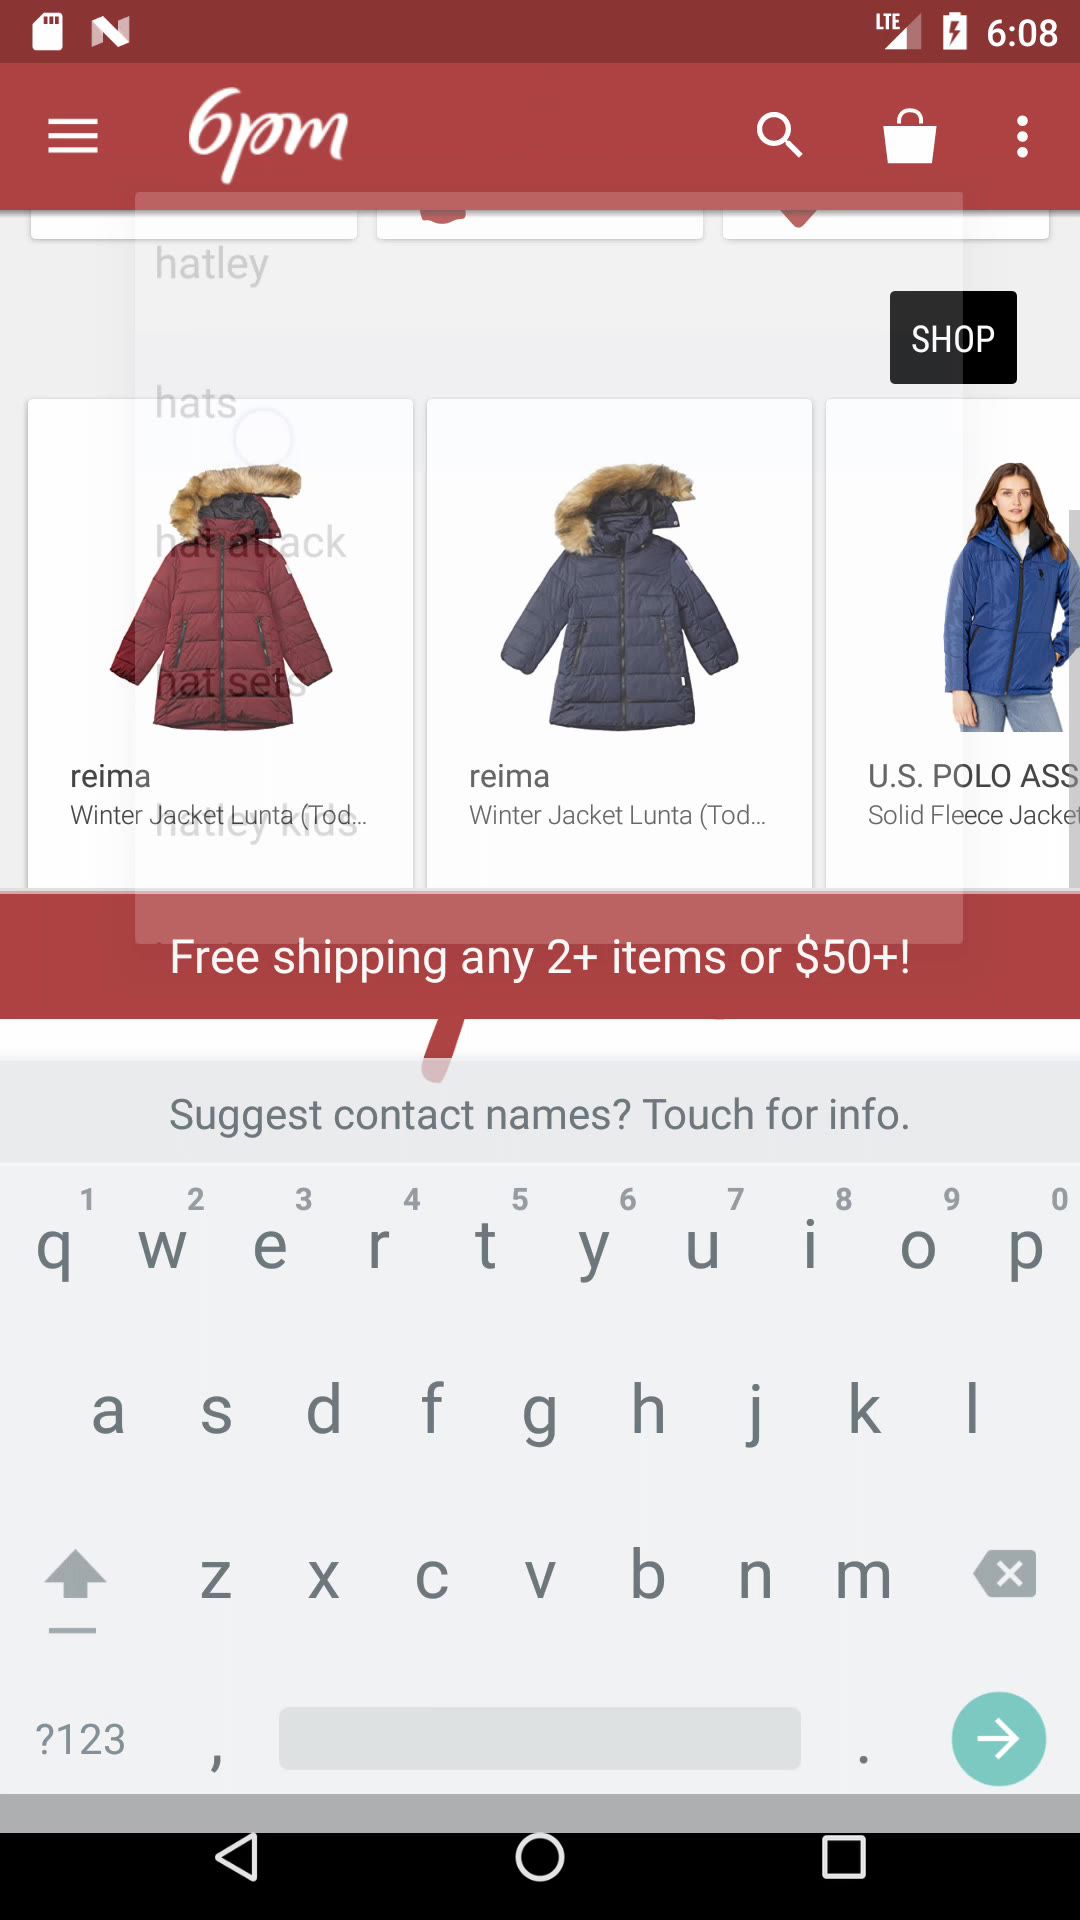 LTE 6:08
6pm
hatley
SHOP
hats
hat attack
hat sets
reima
Winter Jacket Lunta (Tod...
reima
Winter Jacket Lunta (Tod...
U.S. POLO ASS
Solid Fleece Jacket
hatley kids
Free shipping any 2+ items or $50+!
Suggest contact names? Touch for info.
1 2 3 4 5 6 7 8 9 0
q w e r t y u i o p
a s d f g h j k l
z x c v b n m
?123 , .